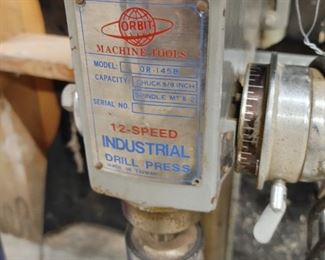 ORBIT
MACHINE-TOOLS
MODEL: OR-1458
CAPACITY: CHUCK 5/8 INCH
SPINDLE MT # 2
SERIAL NO.
12-SPEED
INDUSTRIAL
DRILL PRESS
MADE IN TAIWAN